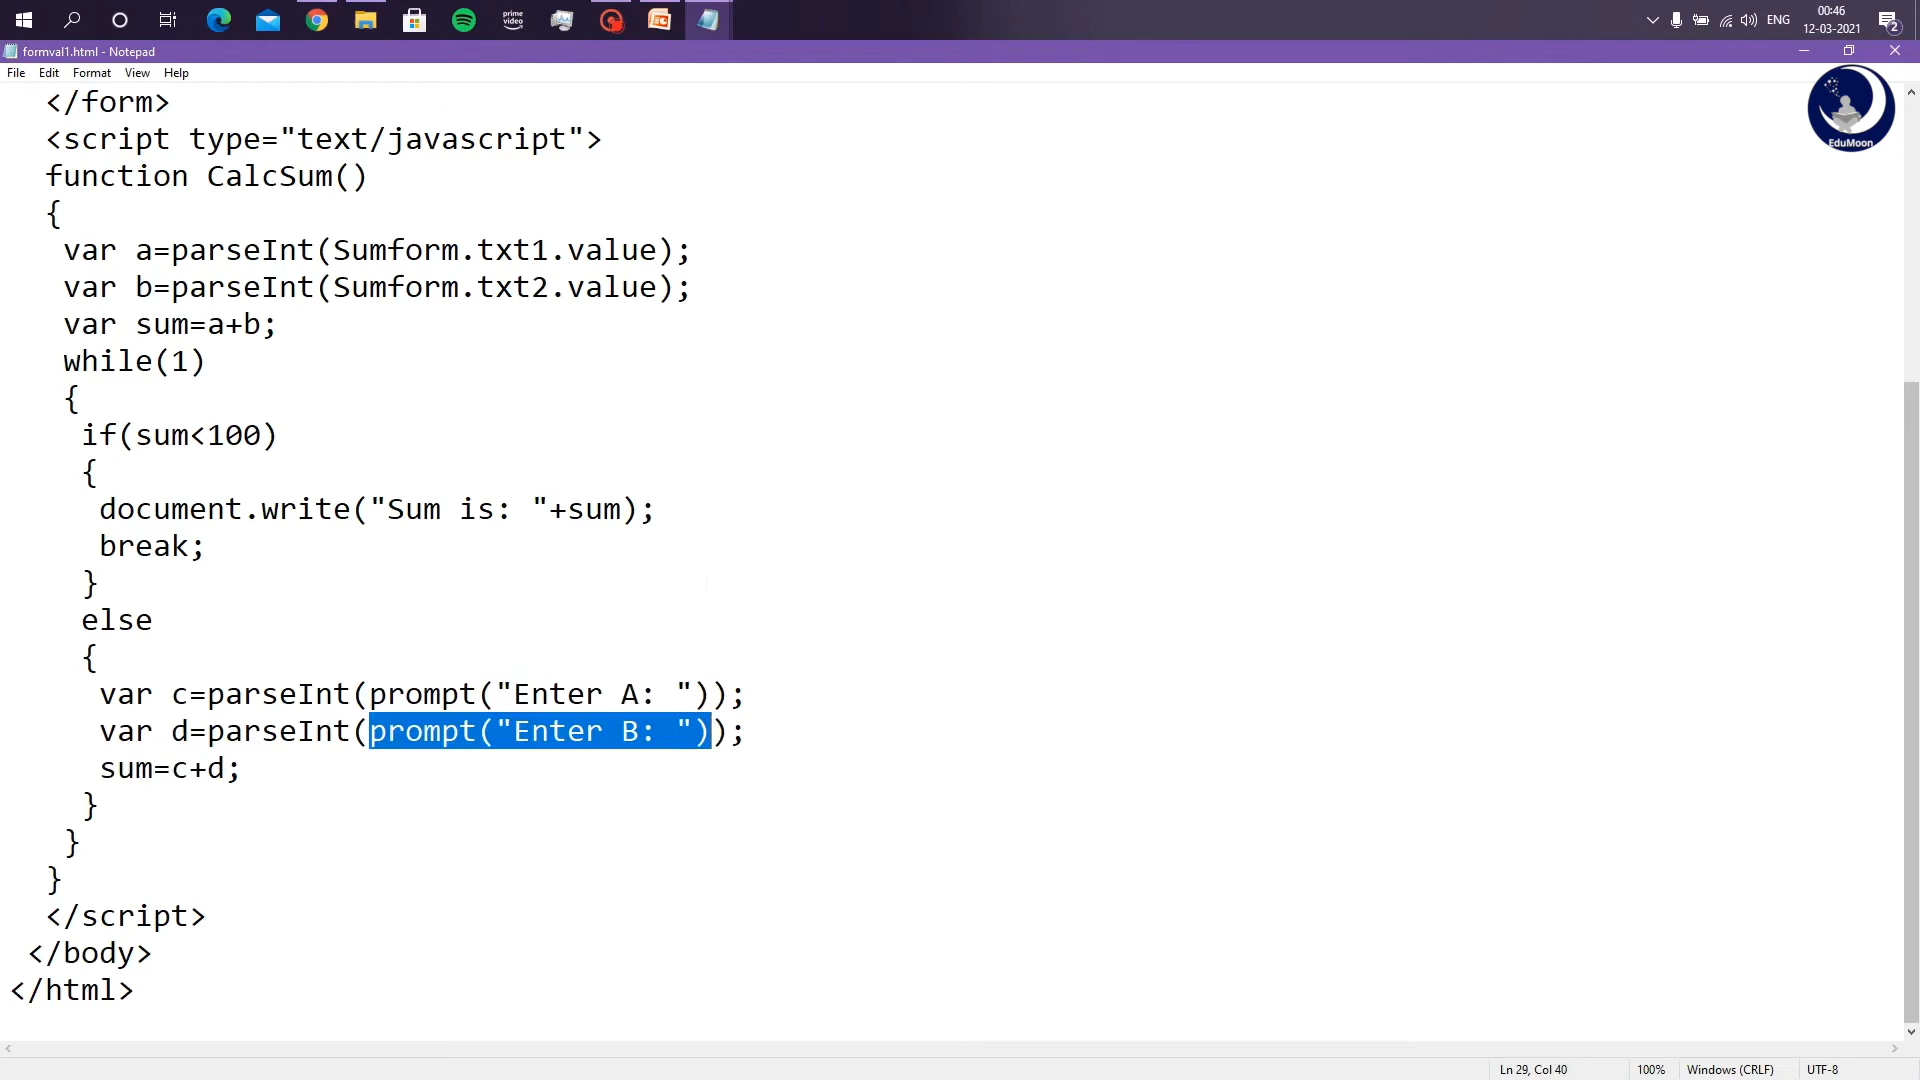 prime video
ENG
00:46
12-03-2021
2
formval1.html - Notepad
File Edit Format View Help
EduMoon
</form>
<script type="text/javascript">
function CalcSum()
{
var a=parseInt(Sumform.txt1.value);
var b=parseInt(Sumform.txt2.value);
var sum=a+b;
while(1)
{
if(sum<100)
{
document.write("Sum is: "+sum);
break;
}
else
{
var c=parseInt(prompt("Enter A: "));
var d=parseInt(prompt("Enter B: "));
sum=c+d;
}
}
}
</script>
</body>
</html>
Ln 29, Col 40 100% Windows (CRLF) UTF-8